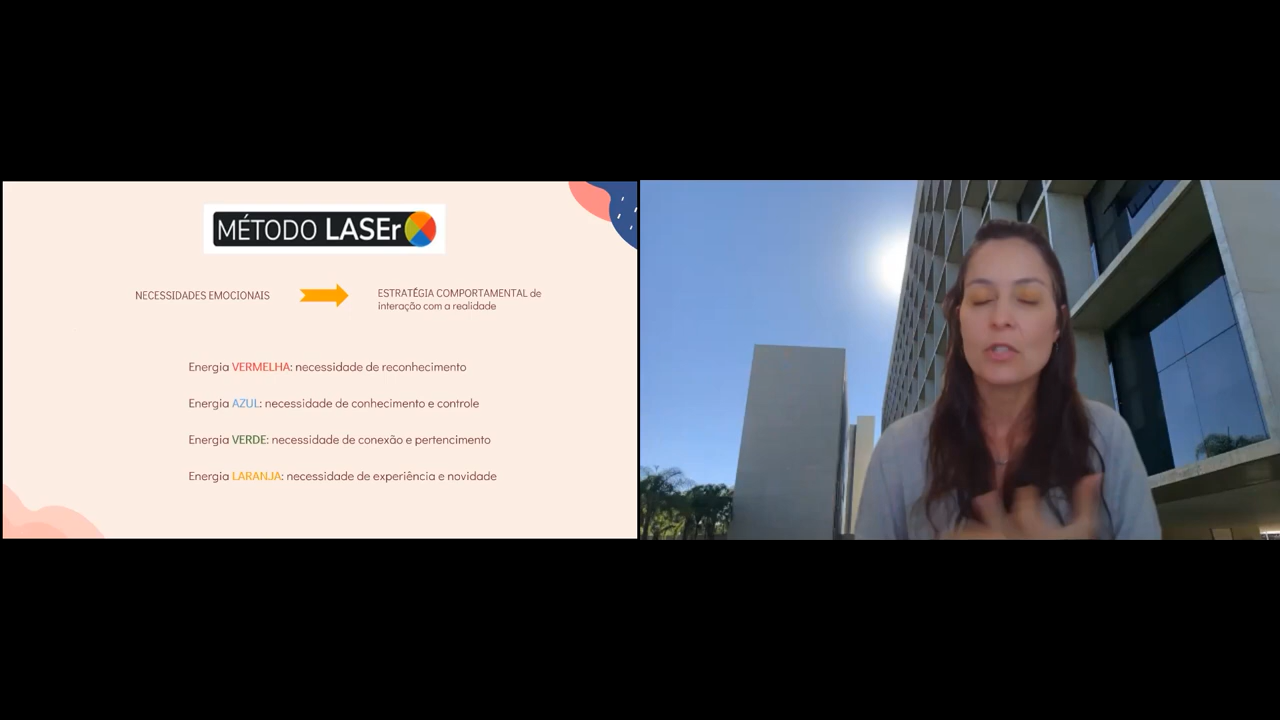 MÉTODO LASEr
NECESSIDADES EMOCIONAIS
ESTRATÉGIA COMPORTAMENTAL de
interação com a realidade
Energia VERMELHA: necessidade de reconhecimento
Energia AZUL: necessidade de conhecimento e controle
Energia VERDE: necessidade de conexão e pertencimento
Energia LARANJA: necessidade de experiência e novidade